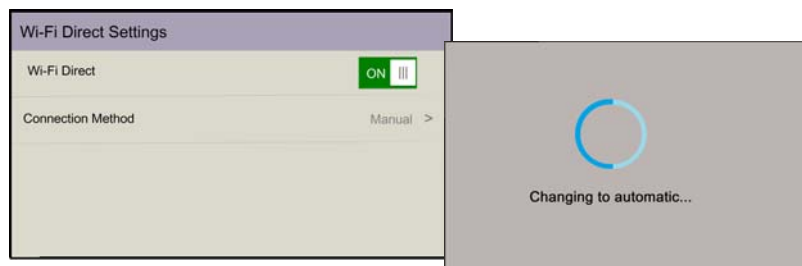 Wi-Fi Direct Settings
Wi-Fi Direct
ON
Connection Method
Manual >
Changing to automatic...